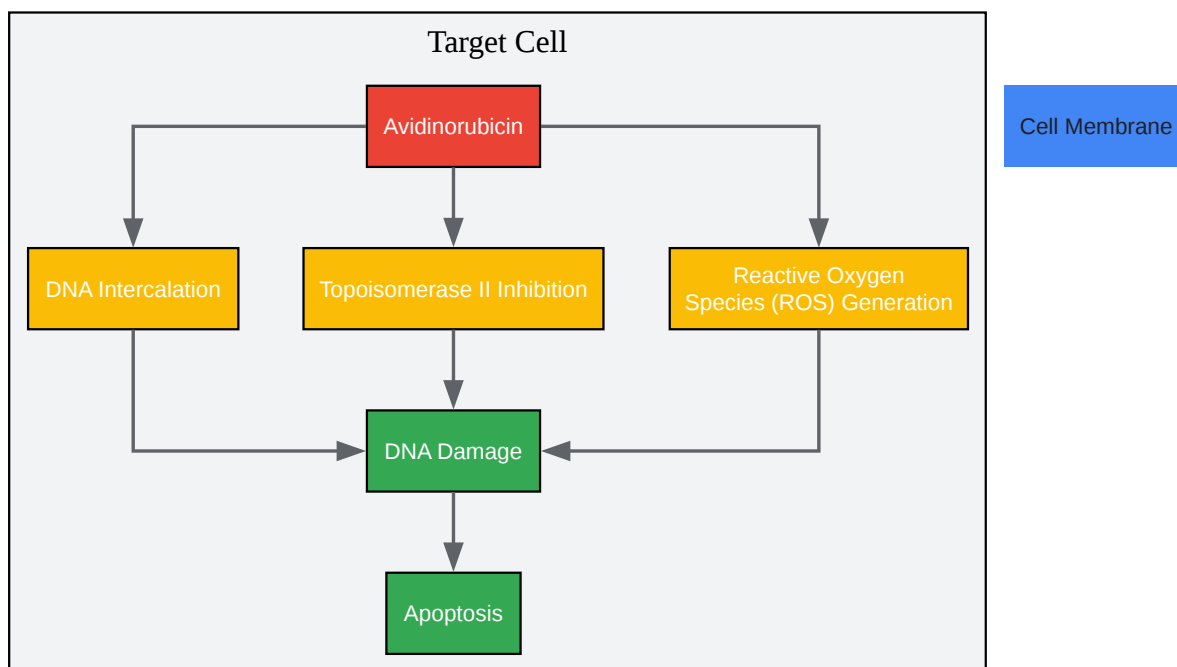 Target Cell
Avidinorubicin
Cell Membrane
DNA Intercalation
Topoisomerase II Inhibition
Reactive Oxygen
Species (ROS) Generation
DNA Damage
Apoptosis